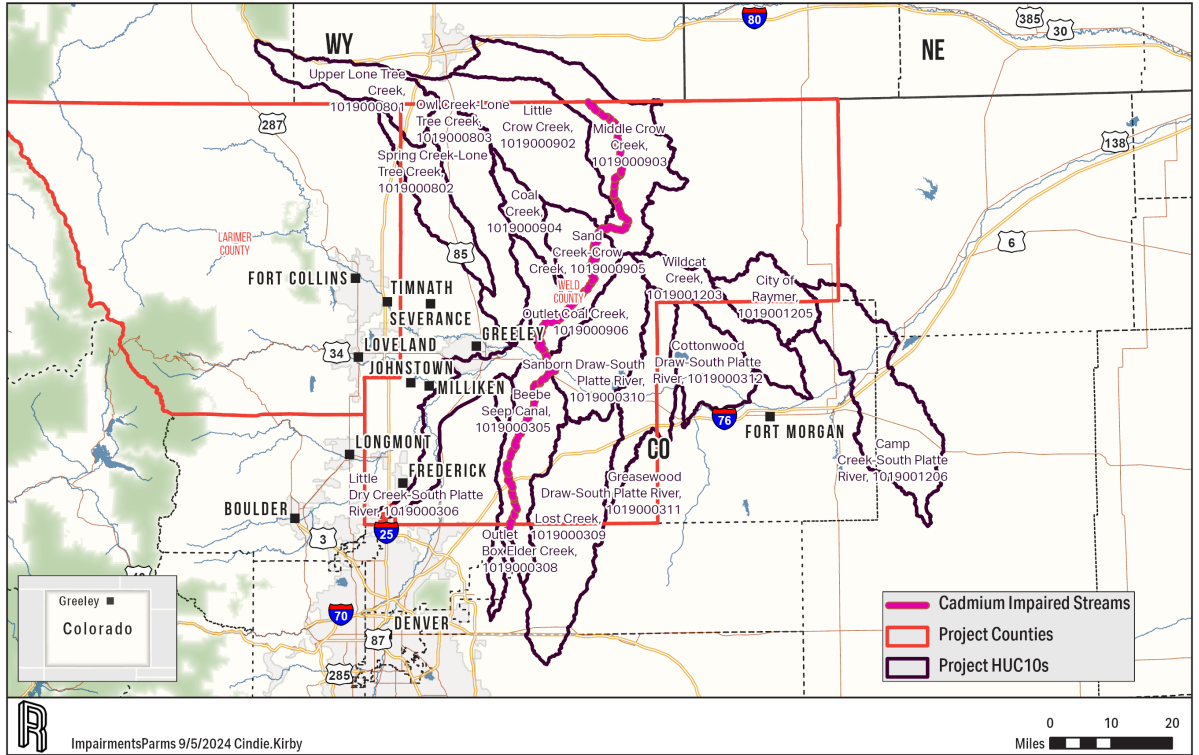 80
385
30
WY
NE
Upper Lone Tree
Creek,
1019000801
Owl Creek-Lone
Tree Creek,
1019000803
Little
Crow Creek,
1019000902
Middle Crow
Creek,
1019000903
287
138
Spring Creek-Lone
Tree Creek,
1019000802
Coal
Creek,
1019000904
LARIMER
COUNTY
85
Sand
Creek-Crow
Creek, 1019000905
6
Wildcat
Creek,
1019001203
City of
Raymer,
1019001205
FORT COLLINS
TIMNATH
SEVERANCE
WELD
COUNTY
Outlet Coal Creek,
1019000906
GREELEY
34
LOVELAND
JOHNSTOWN
MILLIKEN
Cottonwood
Draw-South Platte
River, 1019000312
Sanborn Draw-South
Platte River,
1019000310
Beebe
Seep Canal,
1019000305
76
FORT MORGAN
LONGMONT
CO
Camp
Creek-South Platte
River, 1019001206
FREDERICK
Little
Dry Creek-South Platte
River, 1019000306
Greasewood
Draw-South Platte River,
1019000311
BOULDER
25
3
Lost Creek,
1019000309
Outlet
Box Elder Creek,
1019000308
Greeley
Colorado
70
DENVER
87
285
Cadmium Impaired Streams
Project Counties
Project HUC10s
R
ImpairmentsParms 9/5/2024 Cindie.Kirby
0 10 20
Miles